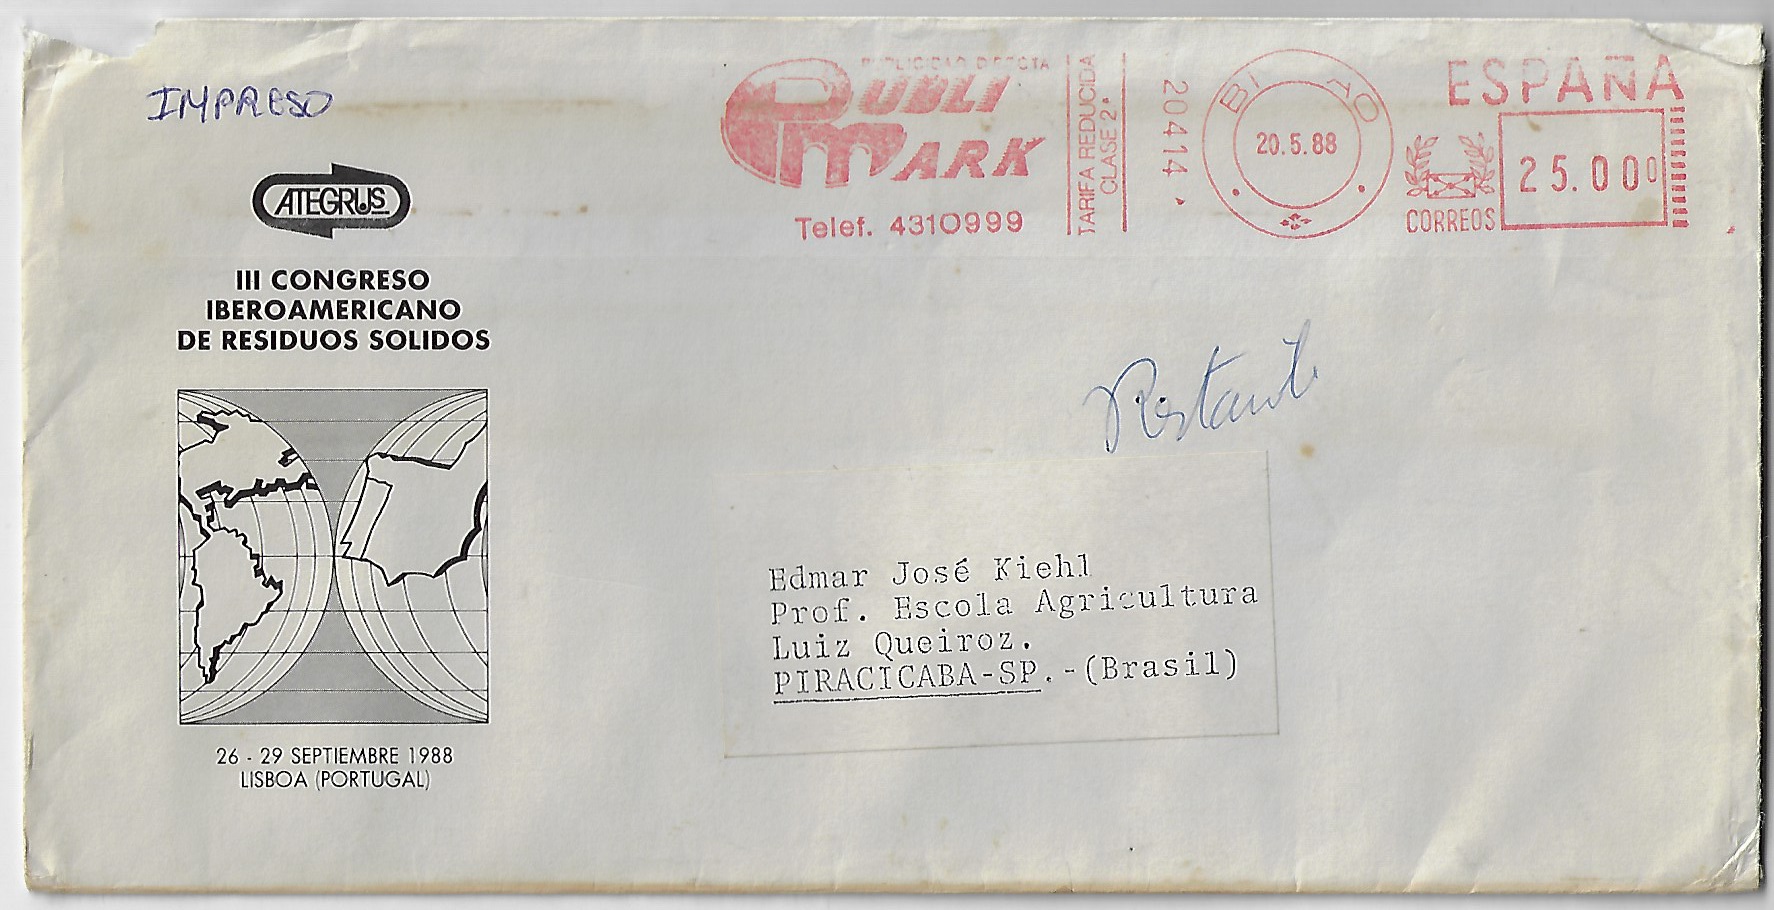 IMPRESO
ATEGRUS
III CONGRESO
IBEROAMERICANO
DE RESIDUOS SOLIDOS
26 - 29 SEPTIEMBRE 1988
LISBOA (PORTUGAL)
PUBLICIDAD DIRECTA
PUBLI
MARK
Telef. 4310999
TARIFA REDUCIDA
CLASE 2ª
20414
20.5.88
ESPAÑA
CORREOS
25.000
Edmar José Kiehl
Prof. Escola Agricultura
Luiz Queiroz.
PIRACICABA-SP.-(Brasil)